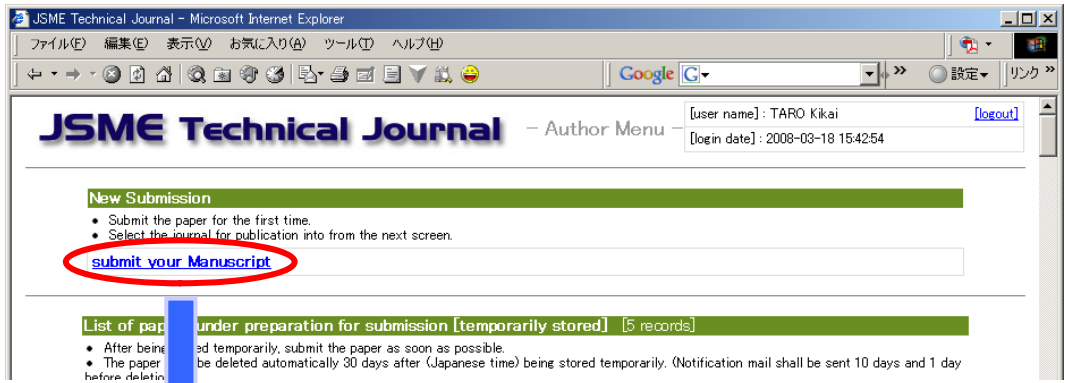 JSME Technical Journal - Microsoft Internet Explorer
ファイル(F) 編集(E) 表示(V) お気に入り(A) ツール(T) ヘルプ(H)
Google G 設定 リンク
JSME Technical Journal - Author Menu -
[user name] : TARO Kikai [logout]
[login date] : 2008-03-18 15:42:54
New Submission
• Submit the paper for the first time.
• Select the journal for publication into from the next screen.
submit your Manuscript
List of pap under preparation for submission [temporarily stored] [5 records]
• After being ed temporarily, submit the paper as soon as possible.
• The paper be deleted automatically 30 days after (Japanese time) being stored temporarily. (Notification mail shall be sent 10 days and 1 day
before deletion